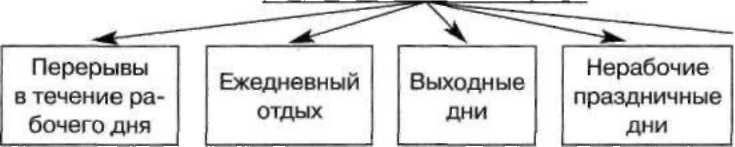 Перерывы
в течение ра-
бочего дня
Ежедневный
отдых
Выходные
дни
Нерабочие
праздничные
дни